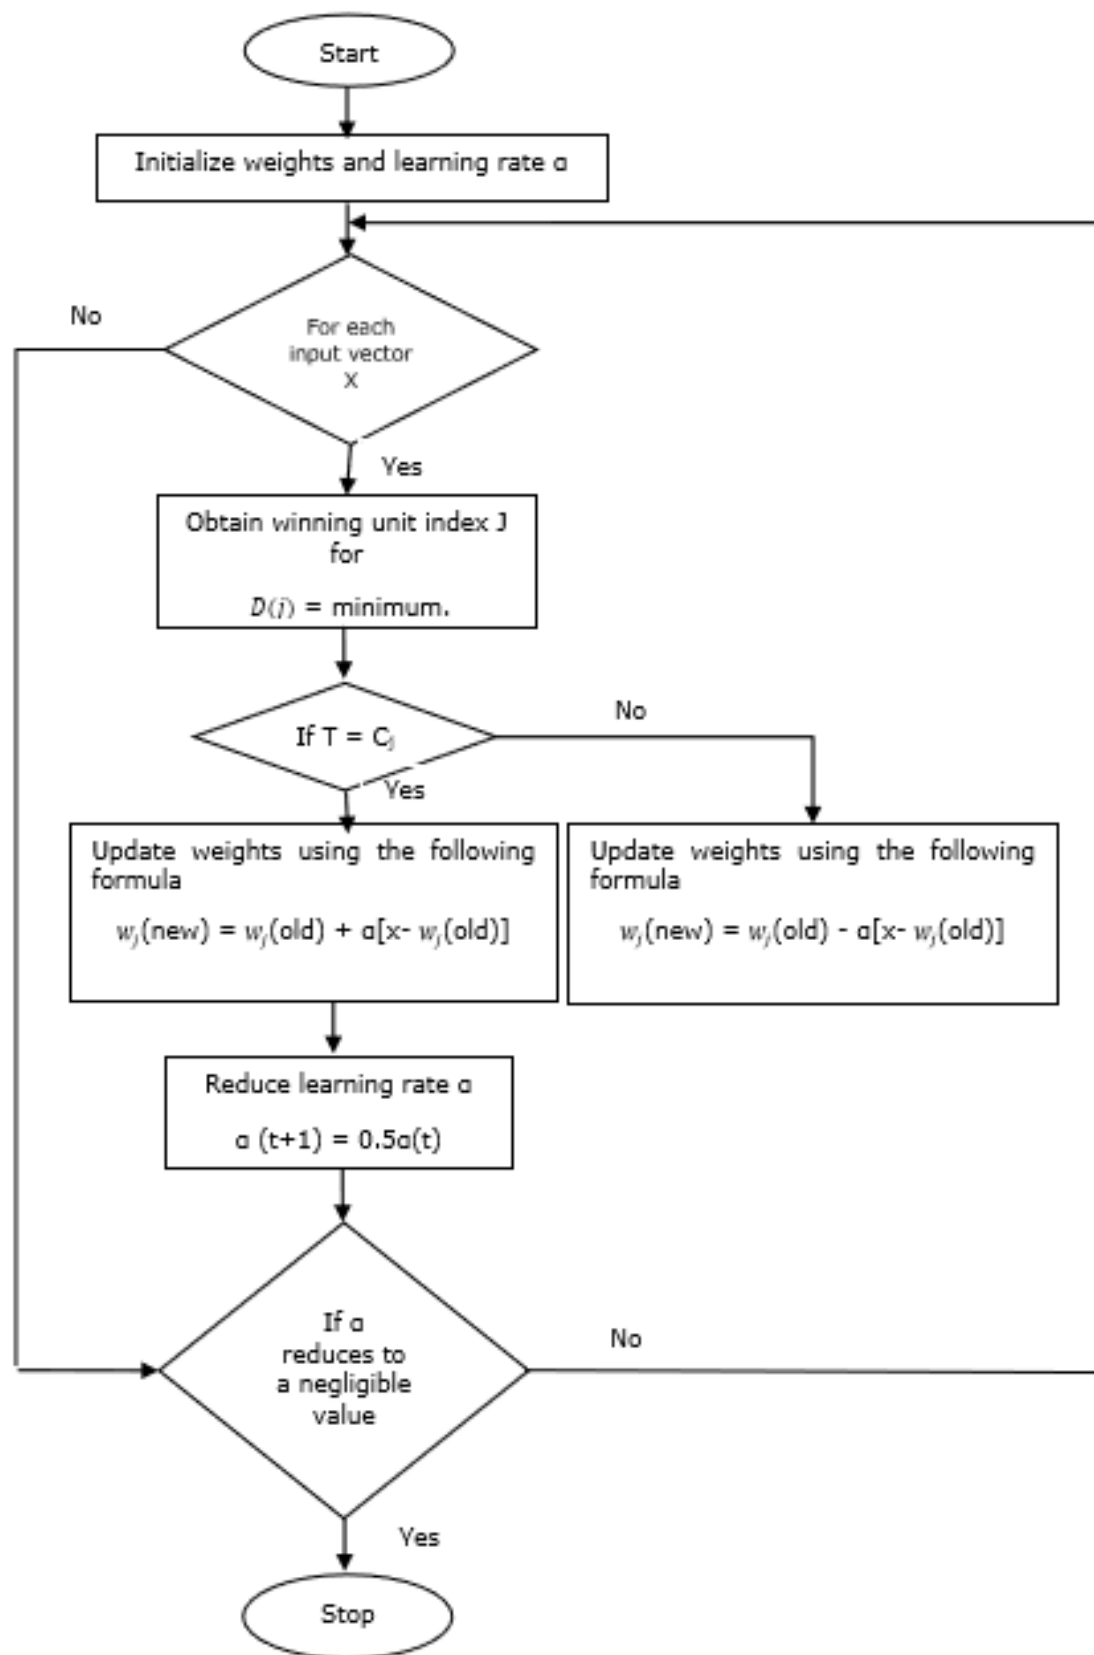 Start
Initialize weights and learning rate α
For each
input vector
X
No
Yes
Obtain winning unit index J
for
D(j) = minimum.
If T = Cj
No
Yes
Update weights using the following
formula
wj(new) = wj(old) + α[x- wj(old)]
Update weights using the following
formula
wj(new) = wj(old) - α[x- wj(old)]
Reduce learning rate α
α (t+1) = 0.5α(t)
If α
reduces to
a negligible
value
No
Yes
Stop